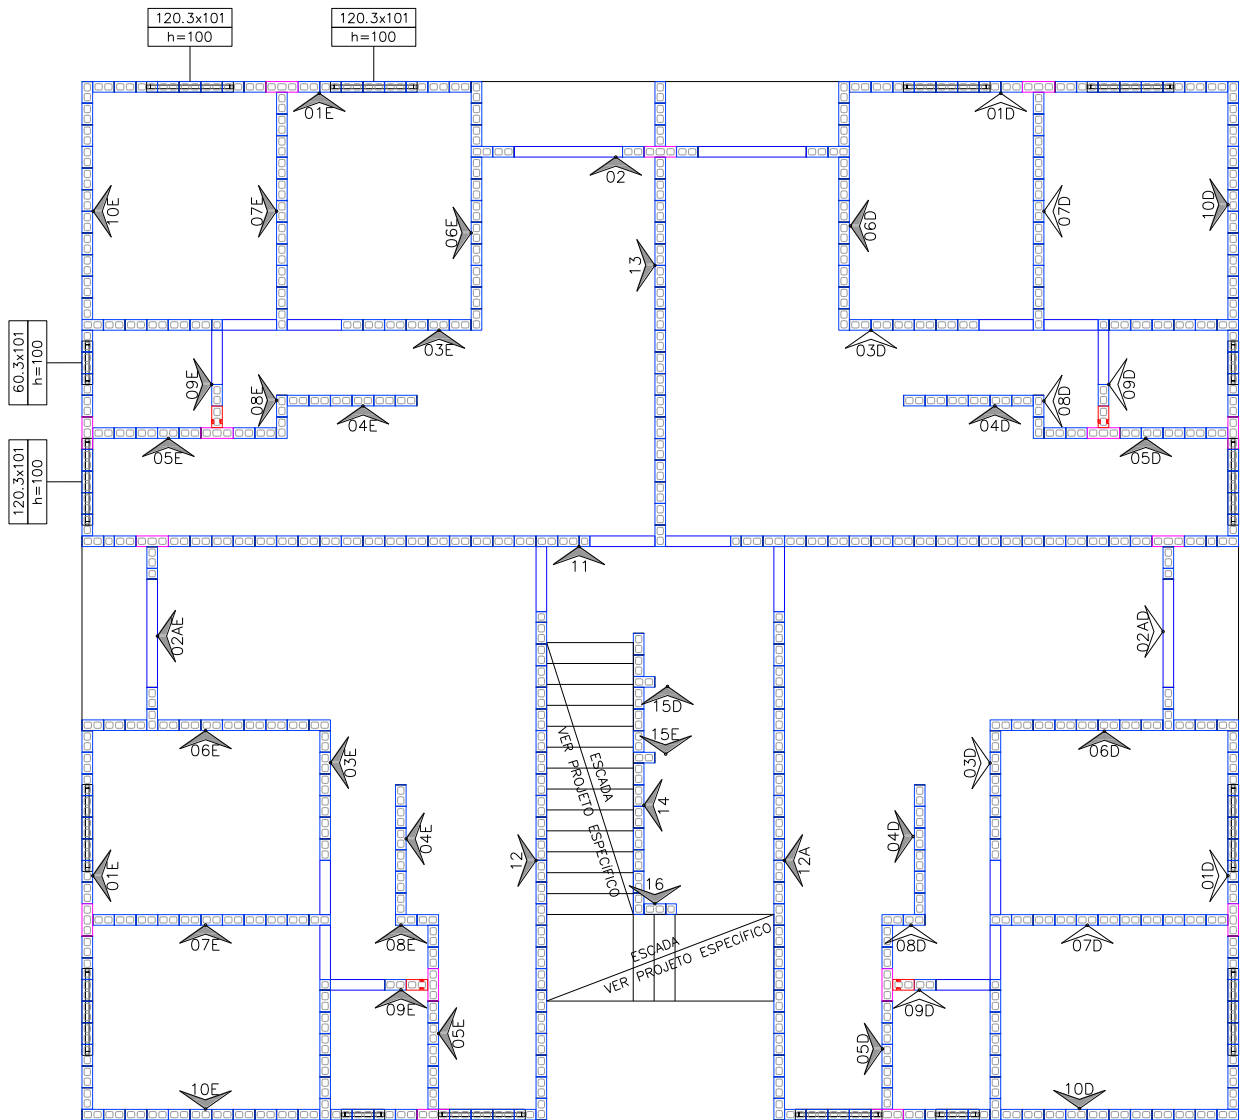 120.3x101
h=100
120.3x101
h=100
01E
01D
02
10E
07E
06E
13
06D
07D
10D
03E
03D
60.3x101
h=100
09E
08E
04E
05E
08D
09D
04D
05D
120.3x101
h=100
11
02AE
02AD
15D
15E
06E
03E
ESCADA
VER PROJETO ESPECÍFICO
14
03D
06D
04E
04D
12
12A
01E
01D
16
07E
08E
ESCADA
VER PROJETO ESPECÍFICO
08D
07D
09E
09D
05E
05D
10E
10D